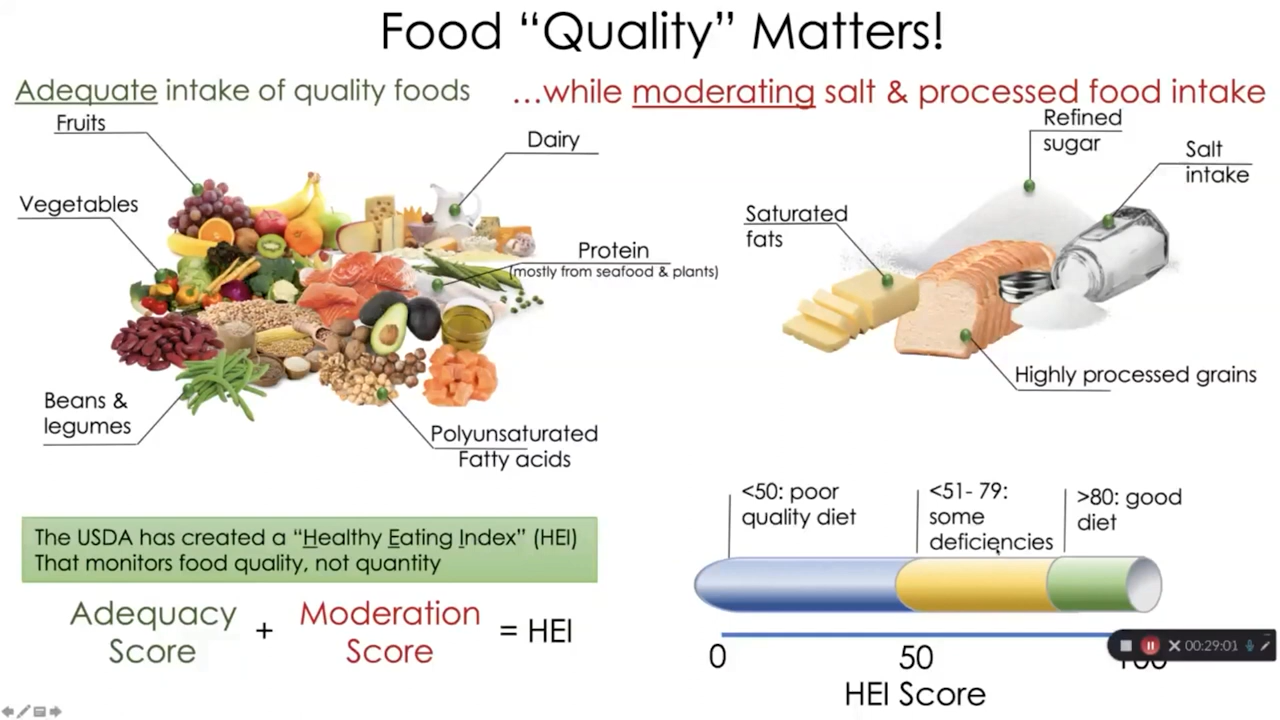 Food “Quality” Matters!
Adequate intake of quality foods
…while moderating salt & processed food intake
Fruits
Dairy
Vegetables
Protein
(mostly from seafood & plants)
Beans &
legumes
Polyunsaturated
Fatty acids
Refined
sugar
Salt
intake
Saturated
fats
Highly processed grains
The USDA has created a “Healthy Eating Index” (HEI)
That monitors food quality, not quantity
Adequacy
Score
+
Moderation
Score
= HEI
<50: poor
quality diet
<51- 79:
some
deficiencies
>80: good
diet
0
50
100
HEI Score
00:29:01